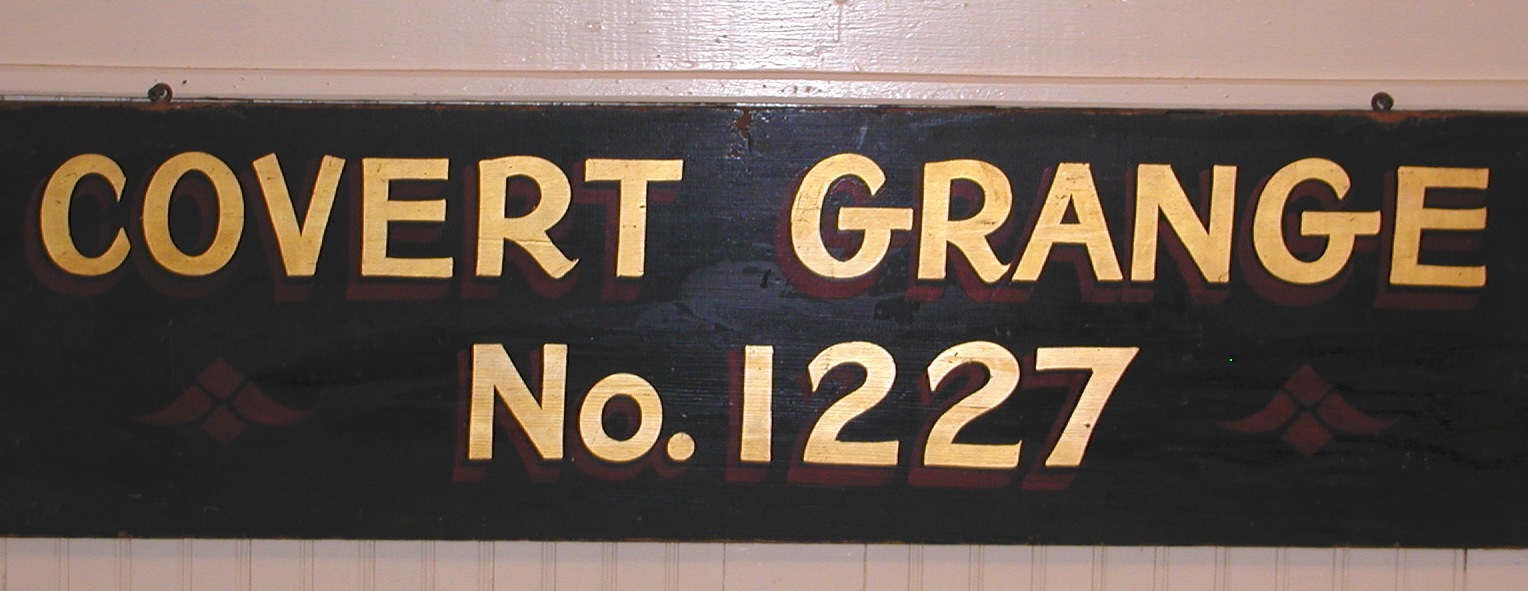 COVERT GRANGE
No. 1227